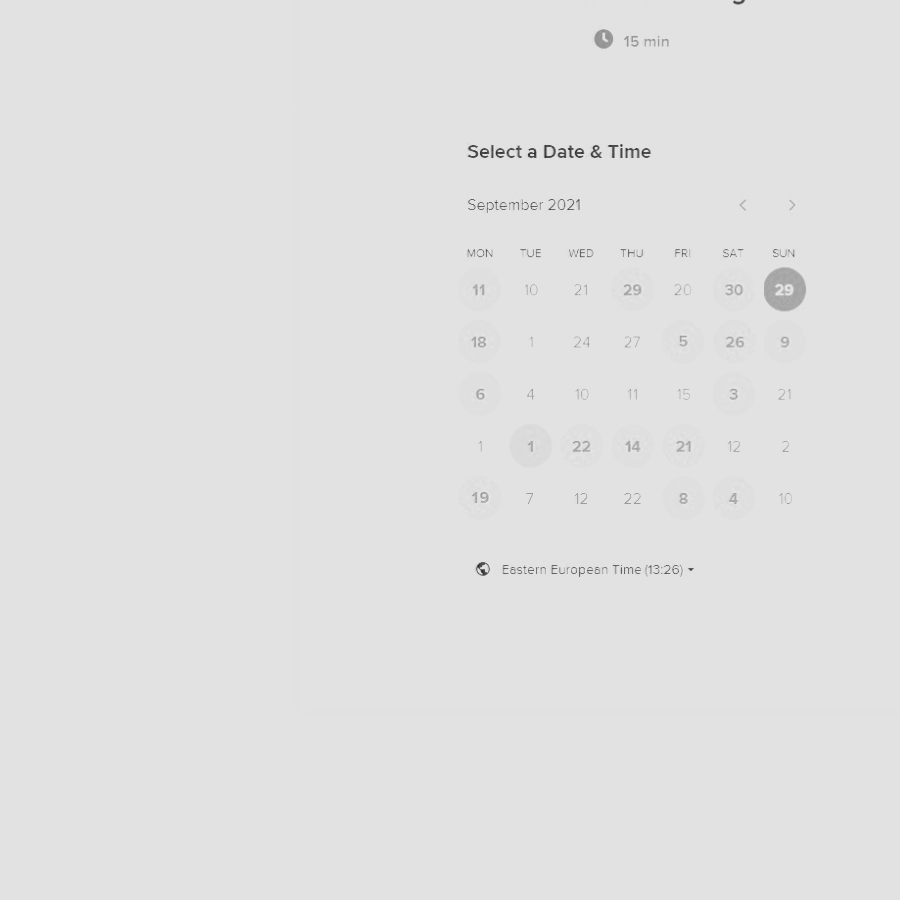 15 min
Select a Date & Time
September 2021
MON TUE WED THU FRI SAT SUN
11 10 21 29 20 30 29
18 1 24 27 5 26 9
6 4 10 11 15 3 21
1 1 22 14 21 12 2
19 7 12 22 8 4 10
Eastern European Time (13:26)